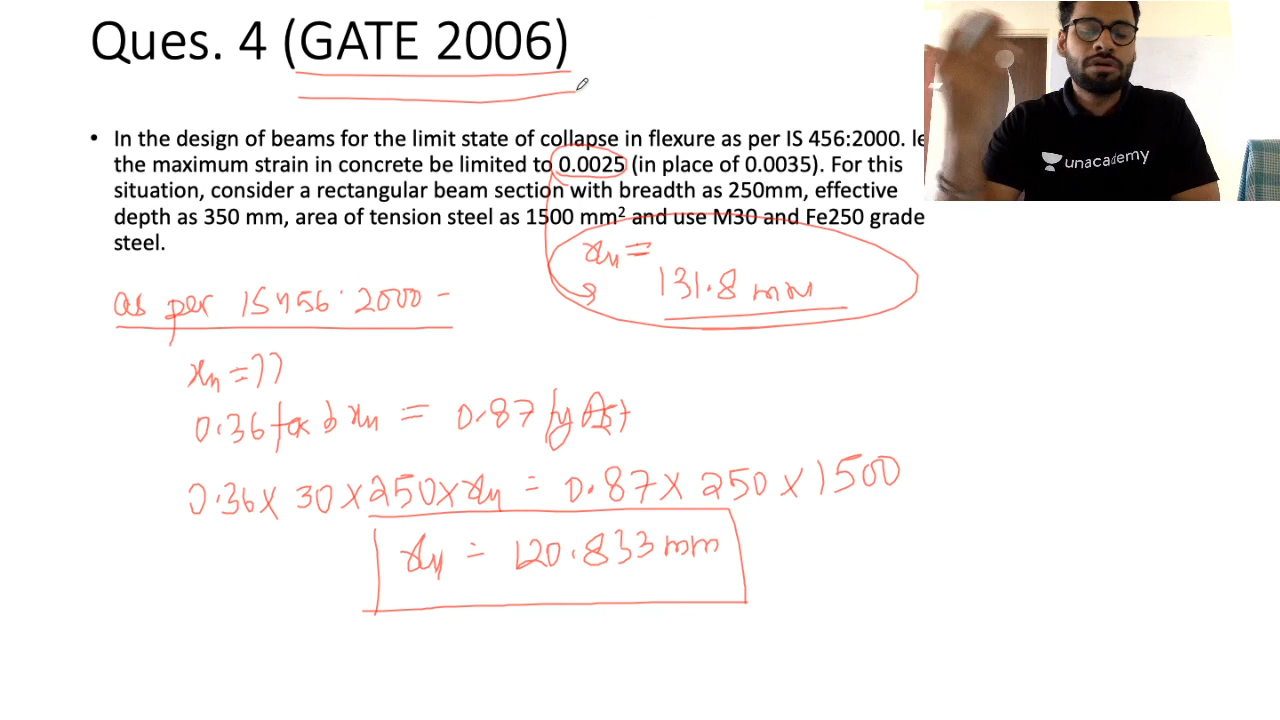 Ques. 4 (GATE 2006)
unacademy
• In the design of beams for the limit state of collapse in flexure as per IS 456:2000. le
the maximum strain in concrete be limited to 0.0025 (in place of 0.0035). For this
situation, consider a rectangular beam section with breadth as 250mm, effective
depth as 350 mm, area of tension steel as 1500 mm² and use M30 and Fe250 grade
steel.
xu =
131.8 mm
as per IS456:2000 -
xu = ??
0.36 fck b xu = 0.87 fy Ast
0.36 x 30 x 250 x xu = 0.87 x 250 x 1500
xu = 120.833 mm